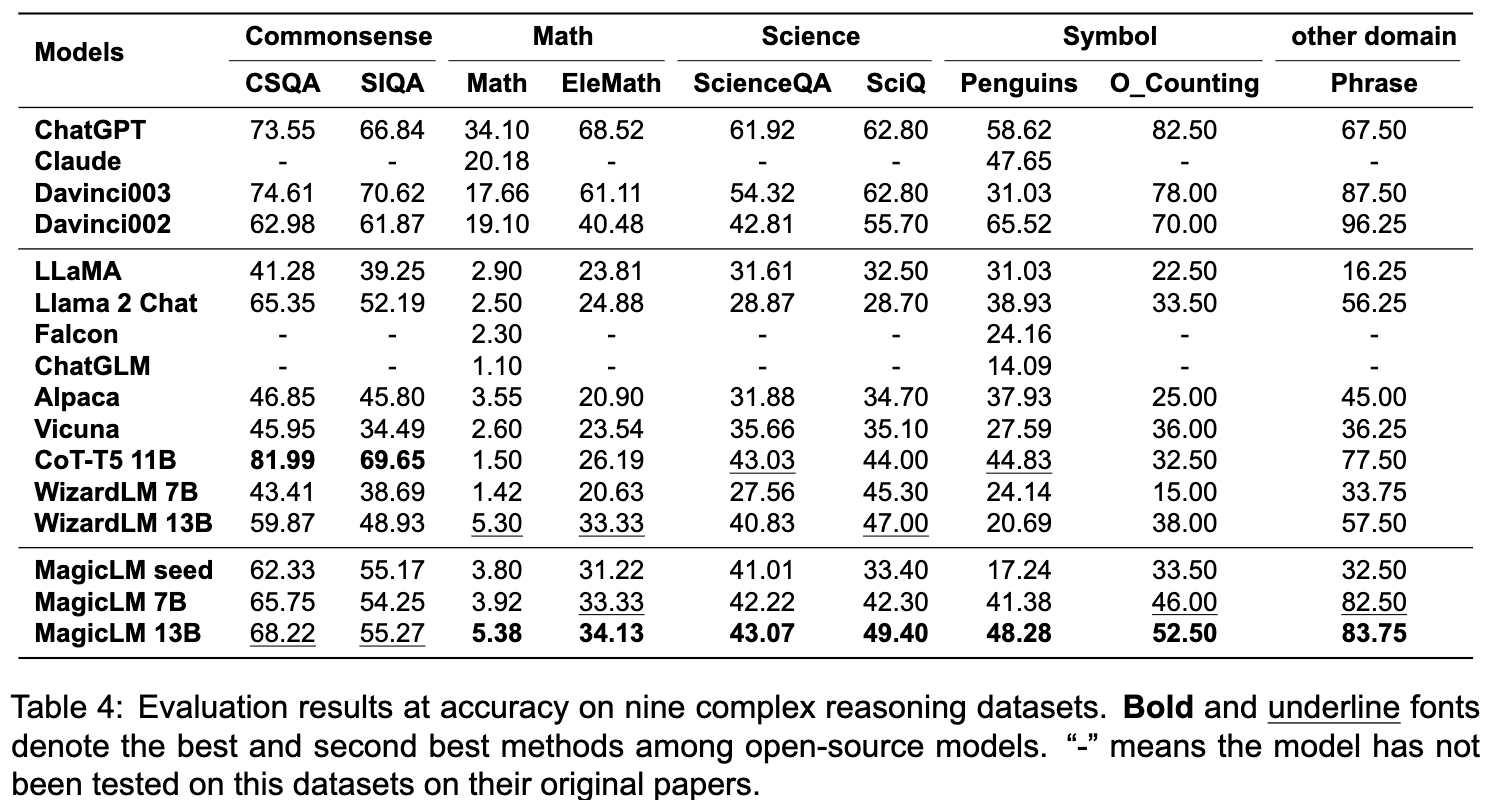 Models Commonsense Math Science Symbol other domain
CSQA SIQA Math EleMath ScienceQA SciQ Penguins O_Counting Phrase
ChatGPT 73.55 66.84 34.10 68.52 61.92 62.80 58.62 82.50 67.50
Claude - - 20.18 - - - 47.65 - -
Davinci003 74.61 70.62 17.66 61.11 54.32 62.80 31.03 78.00 87.50
Davinci002 62.98 61.87 19.10 40.48 42.81 55.70 65.52 70.00 96.25
LLaMA 41.28 39.25 2.90 23.81 31.61 32.50 31.03 22.50 16.25
Llama 2 Chat 65.35 52.19 2.50 24.88 28.87 28.70 38.93 33.50 56.25
Falcon - - 2.30 - - - 24.16 - -
ChatGLM - - 1.10 - - - 14.09 - -
Alpaca 46.85 45.80 3.55 20.90 31.88 34.70 37.93 25.00 45.00
Vicuna 45.95 34.49 2.60 23.54 35.66 35.10 27.59 36.00 36.25
CoT-T5 11B 81.99 69.65 1.50 26.19 43.03 44.00 44.83 32.50 77.50
WizardLM 7B 43.41 38.69 1.42 20.63 27.56 45.30 24.14 15.00 33.75
WizardLM 13B 59.87 48.93 5.30 33.33 40.83 47.00 20.69 38.00 57.50
MagicLM seed 62.33 55.17 3.80 31.22 41.01 33.40 17.24 33.50 32.50
MagicLM 7B 65.75 54.25 3.92 33.33 42.22 42.30 41.38 46.00 82.50
MagicLM 13B 68.22 55.27 5.38 34.13 43.07 49.40 48.28 52.50 83.75
Table 4: Evaluation results at accuracy on nine complex reasoning datasets. Bold and underline fonts
denote the best and second best methods among open-source models. “-” means the model has not
been tested on this datasets on their original papers.